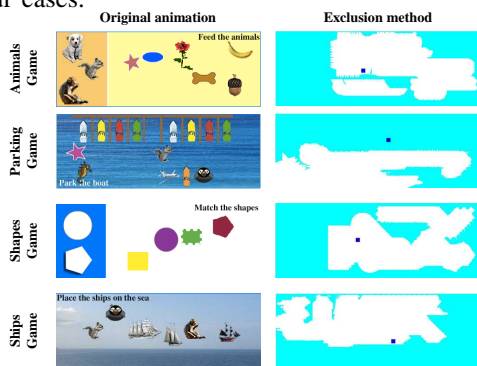 ur cases.
Original animation
Exclusion method
Animals
Game
Feed the animals
Parking
Game
Park the boat
Shapes
Game
Match the shapes
Ships
Game
Place the ships on the sea